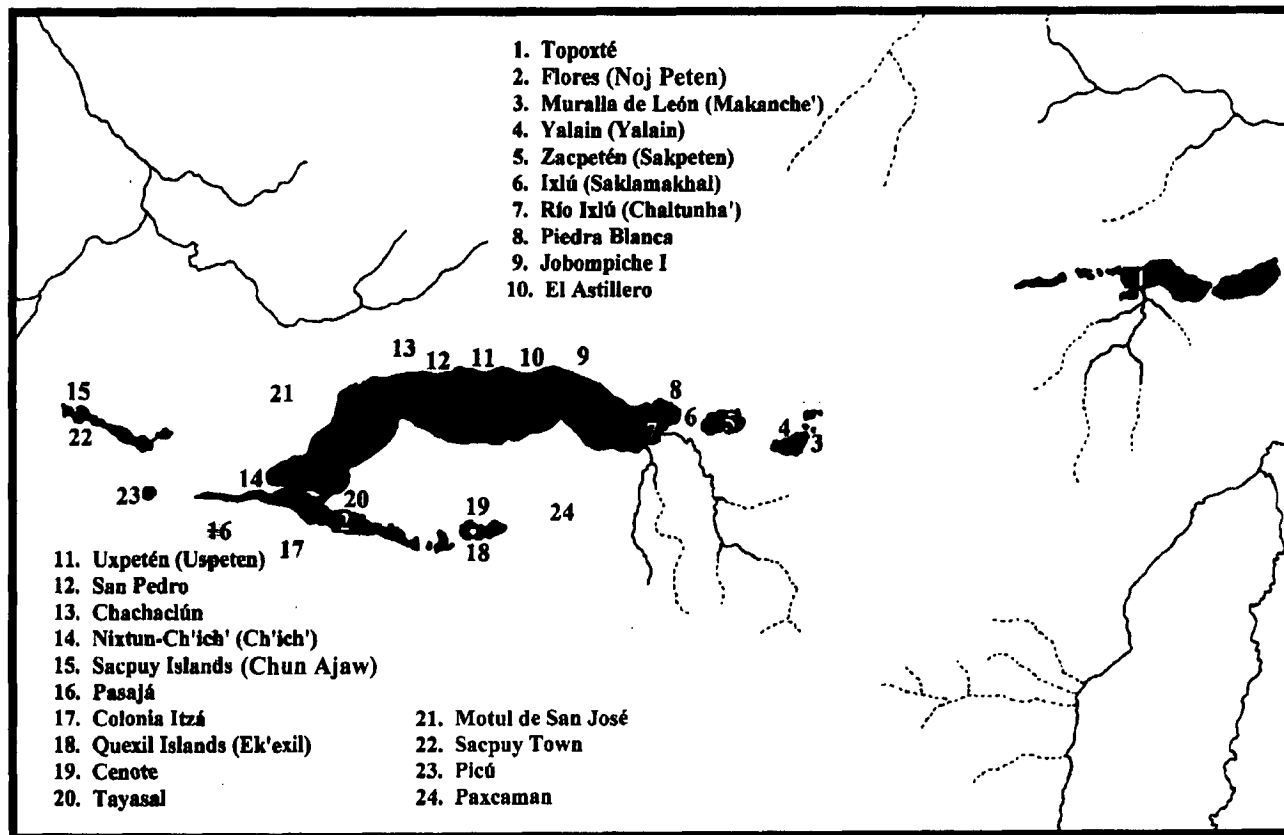 1. Topoxté
2. Flores (Noj Peten)
3. Muralla de León (Makanche')
4. Yalain (Yalain)
5. Zacpetén (Sakpeten)
6. Ixlú (Saklamakhal)
7. Río Ixlú (Chaltunha')
8. Piedra Blanca
9. Jobompiche I
10. El Astillero
1
13 12 11 10 9
15 21 8
22 6 5 4 3
7
14
23 20 19 24
2
16 17 18
11. Uxpetén (Uspeten)
12. San Pedro
13. Chachaclún
14. Nixtun-Ch'ich' (Ch'ich')
15. Sacpuy Islands (Chun Ajaw)
16. Pasajá
17. Colonia Itzá
18. Quexil Islands (Ek'exil)
19. Cenote
20. Tayasal
21. Motul de San José
22. Sacpuy Town
23. Picú
24. Paxcaman